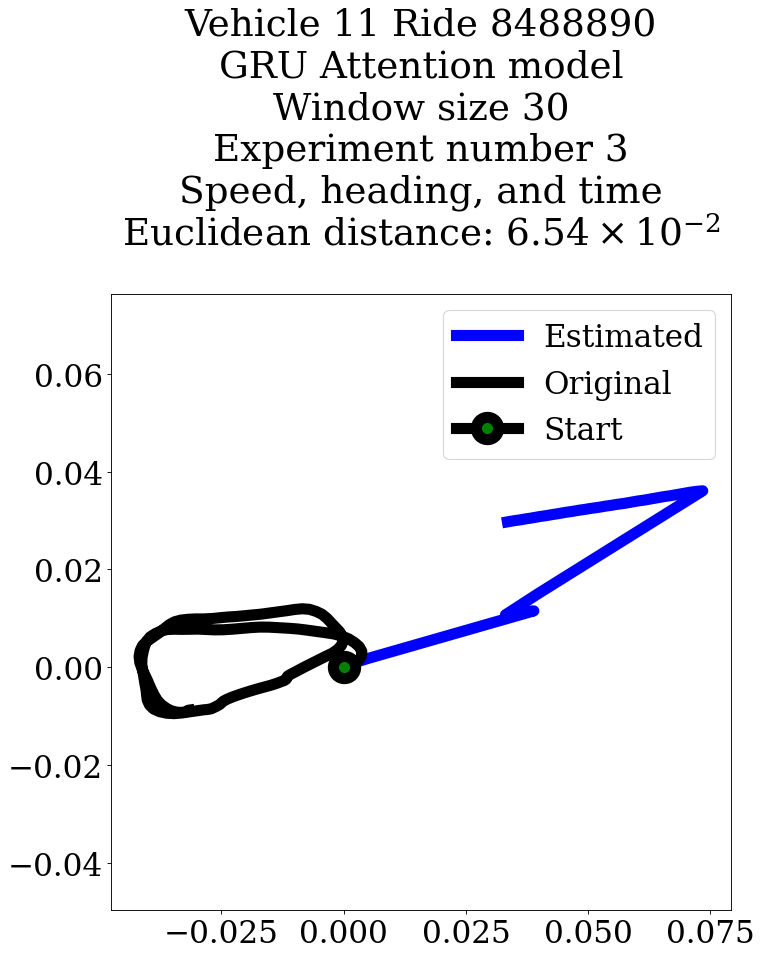 Vehicle 11 Ride 8488890
GRU Attention model
Window size 30
Experiment number 3
Speed, heading, and time
Euclidean distance: 6.54 × 10⁻²
Estimated
Original
Start
0.06
0.04
0.02
0.00
−0.02
−0.04
−0.025 0.000 0.025 0.050 0.075